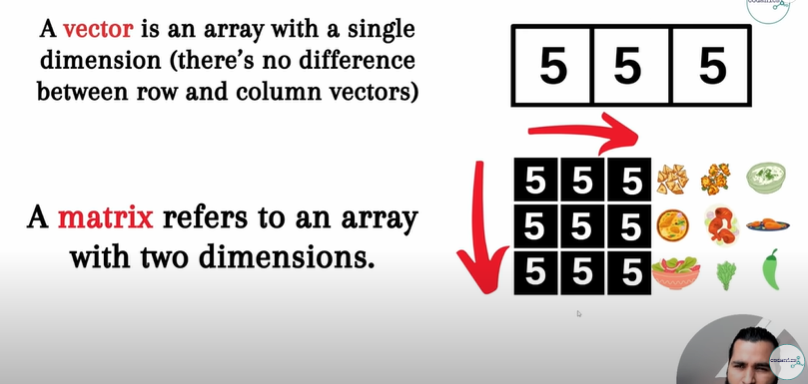 A vector is an array with a single
dimension (there's no difference
between row and column vectors)
5 5 5
A matrix refers to an array
with two dimensions.
5 5 5
5 5 5
5 5 5